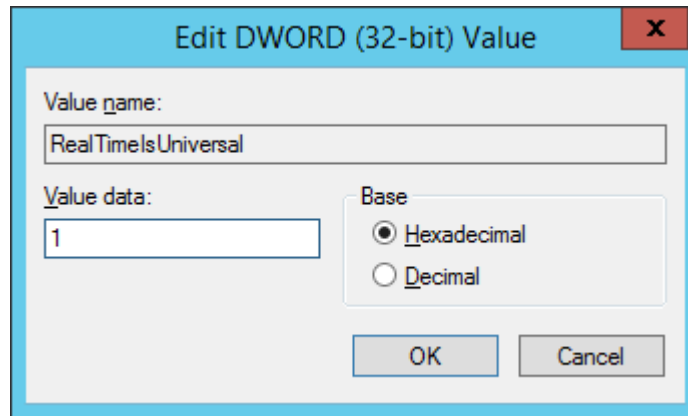 Edit DWORD (32-bit) Value
x
Value name:
RealTimeIsUniversal
Value data:
1
Base
Hexadecimal
Decimal
OK
Cancel